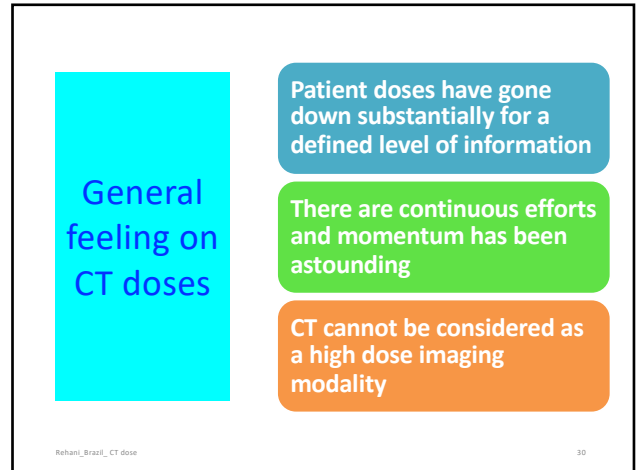 General
feeling on
CT doses
Patient doses have gone
down substantially for a
defined level of information
There are continuous efforts
and momentum has been
astounding
CT cannot be considered as
a high dose imaging
modality
Rehani_Brazil_ CT dose
30